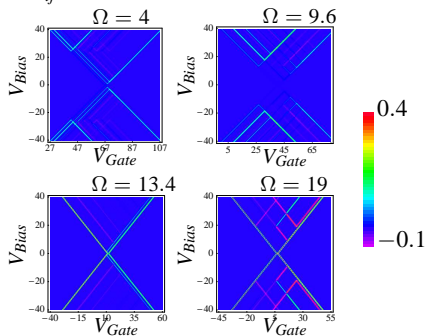 Ω = 4
Ω = 9.6
V_Bias
40
20
0
−20
−40
27 47 67 87 107
V_Gate
V_Bias
40
20
0
−20
−40
5 25 45 65
V_Gate
0.4
−0.1
Ω = 13.4
Ω = 19
V_Bias
40
20
0
−20
−40
−40 −15 10 35 60
V_Gate
V_Bias
40
20
0
−20
−40
−45 −20 5 30 55
V_Gate